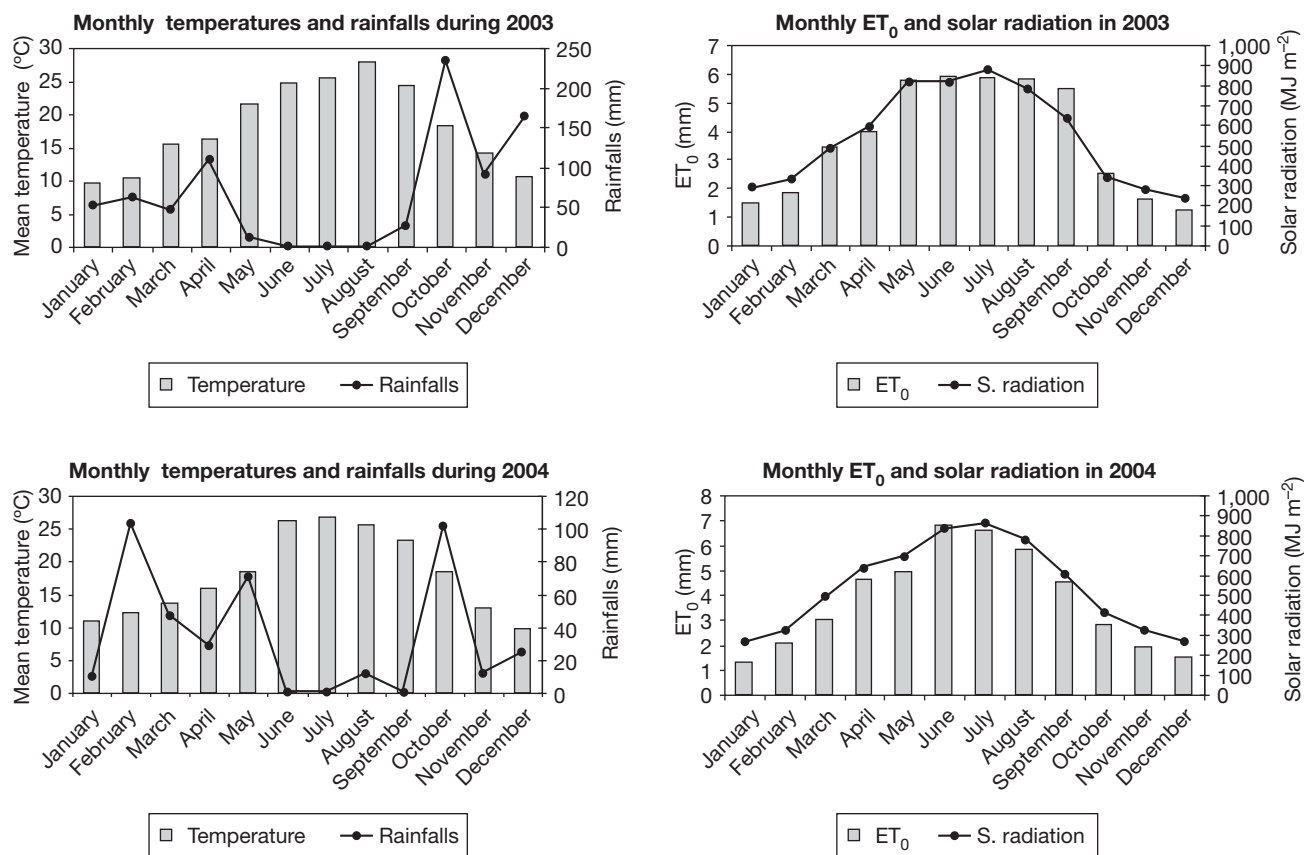 Monthly temperatures and rainfalls during 2003
Mean temperature (ºC)
30
25
20
15
10
5
0
250
200
150
100
50
0
Rainfalls (mm)
January
February
March
April
May
June
July
August
September
October
November
December
Temperature
Rainfalls
Monthly ET₀ and solar radiation in 2003
ET₀ (mm)
7
6
5
4
3
2
1
0
1,000
900
800
700
600
500
400
300
200
100
0
Solar radiation (MJ m⁻²)
January
February
March
April
May
June
July
August
September
October
November
December
ET₀
S. radiation
Monthly temperatures and rainfalls during 2004
Mean temperature (ºC)
30
25
20
15
10
5
0
120
100
80
60
40
20
0
Rainfalls (mm)
January
February
March
April
May
June
July
August
September
October
November
December
Temperature
Rainfalls
Monthly ET₀ and solar radiation in 2004
ET₀ (mm)
8
7
6
5
4
3
2
1
0
1,000
900
800
700
600
500
400
300
200
100
0
Solar radiation (MJ m⁻²)
January
February
March
April
May
June
July
August
September
October
November
December
ET₀
S. radiation